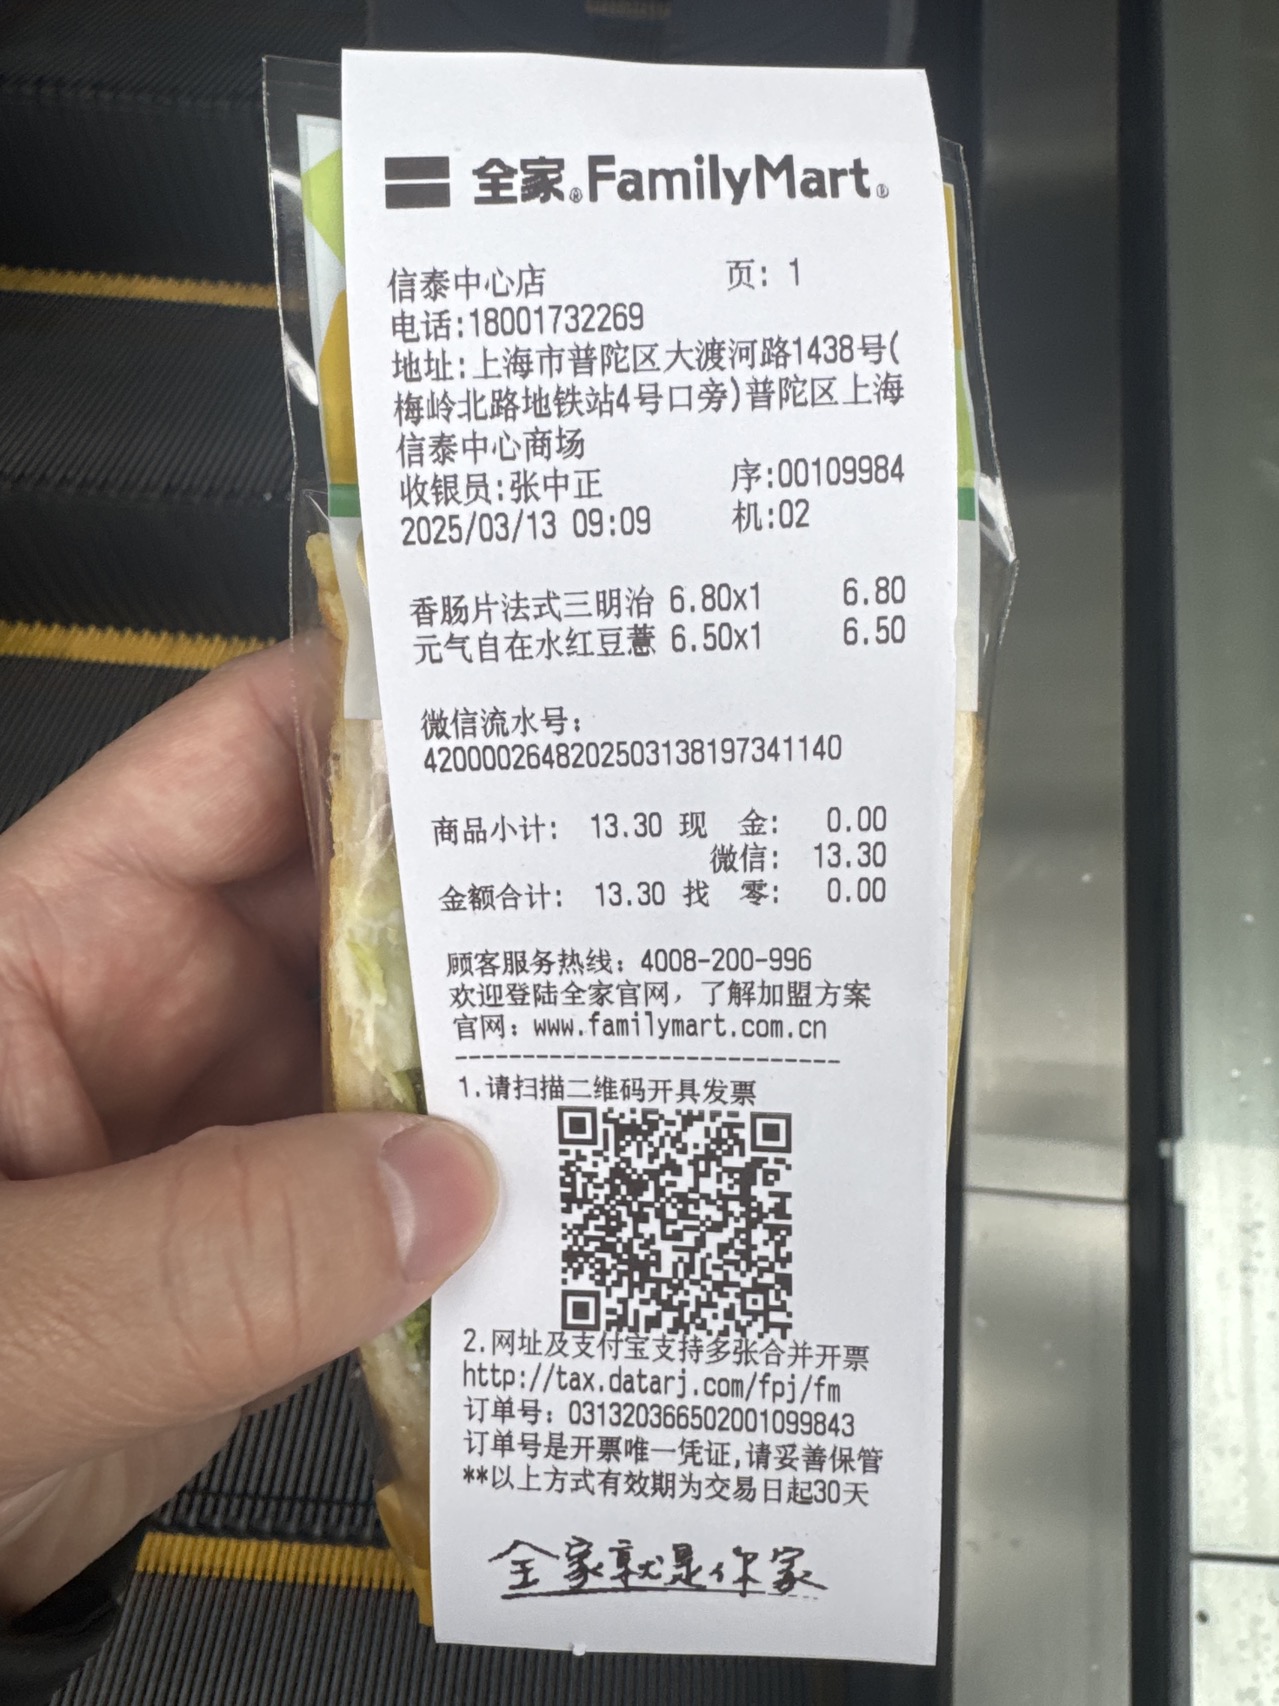 全家® FamilyMart®
信泰中心店 页: 1
电话:18001732269
地址:上海市普陀区大渡河路1438号(
梅岭北路地铁站4号口旁)普陀区上海
信泰中心商场
收银员:张中正 序:00109984
2025/03/13 09:09 机:02
香肠片法式三明治 6.80x1 6.80
元气自在水红豆薏 6.50x1 6.50
微信流水号:
4200002648202503138197341140
商品小计: 13.30 现 金: 0.00
微信: 13.30
金额合计: 13.30 找 零: 0.00
顾客服务热线: 4008-200-996
欢迎登陆全家官网, 了解加盟方案
官网: www.familymart.com.cn
----------------------------
1.请扫描二维码开具发票
2.网址及支付宝支持多张合并开票
http://tax.datarj.com/fpj/fm
订单号: 031320366502001099843
订单号是开票唯一凭证,请妥善保管
**以上方式有效期为交易日起30天
全家就是你家